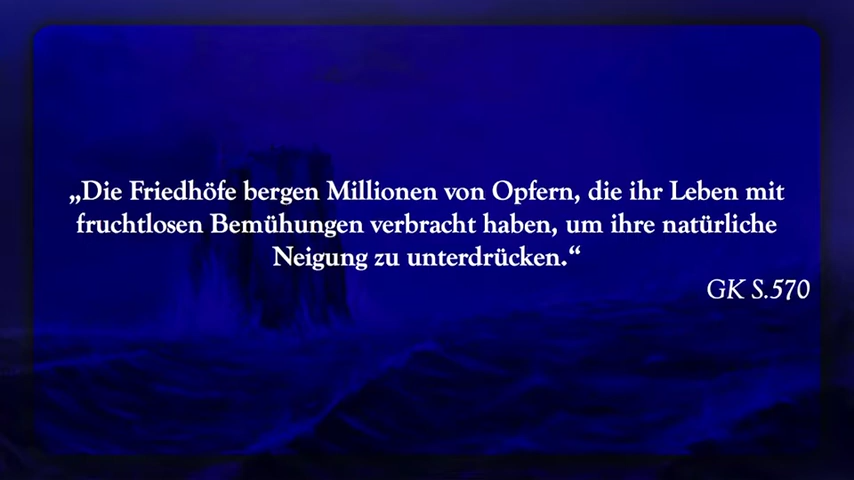 „Die Friedhöfe bergen Millionen von Opfern, die ihr Leben mit
fruchtlosen Bemühungen verbracht haben, um ihre natürliche
Neigung zu unterdrücken.“
GK S.570